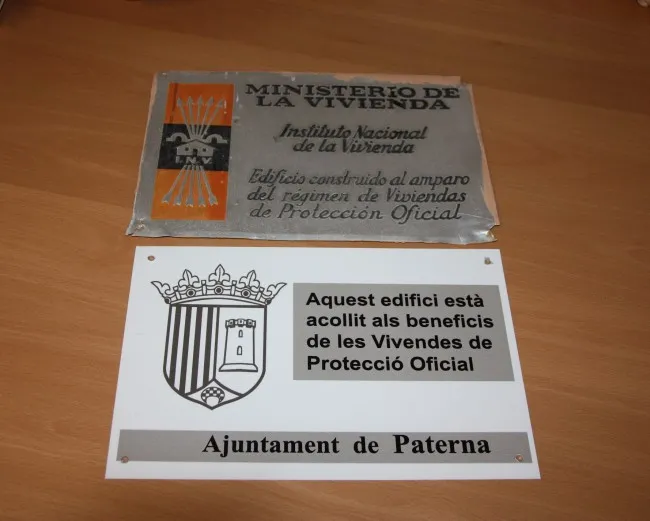 MINISTERIO DE
LA VIVIENDA
Instituto Nacional
de la Vivienda
I.N.V.
Edificio construido al amparo
del régimen de Viviendas
de Protección Oficial
Aquest edifici està
acollit als beneficis
de les Vivendes de
Protecció Oficial
Ajuntament de Paterna